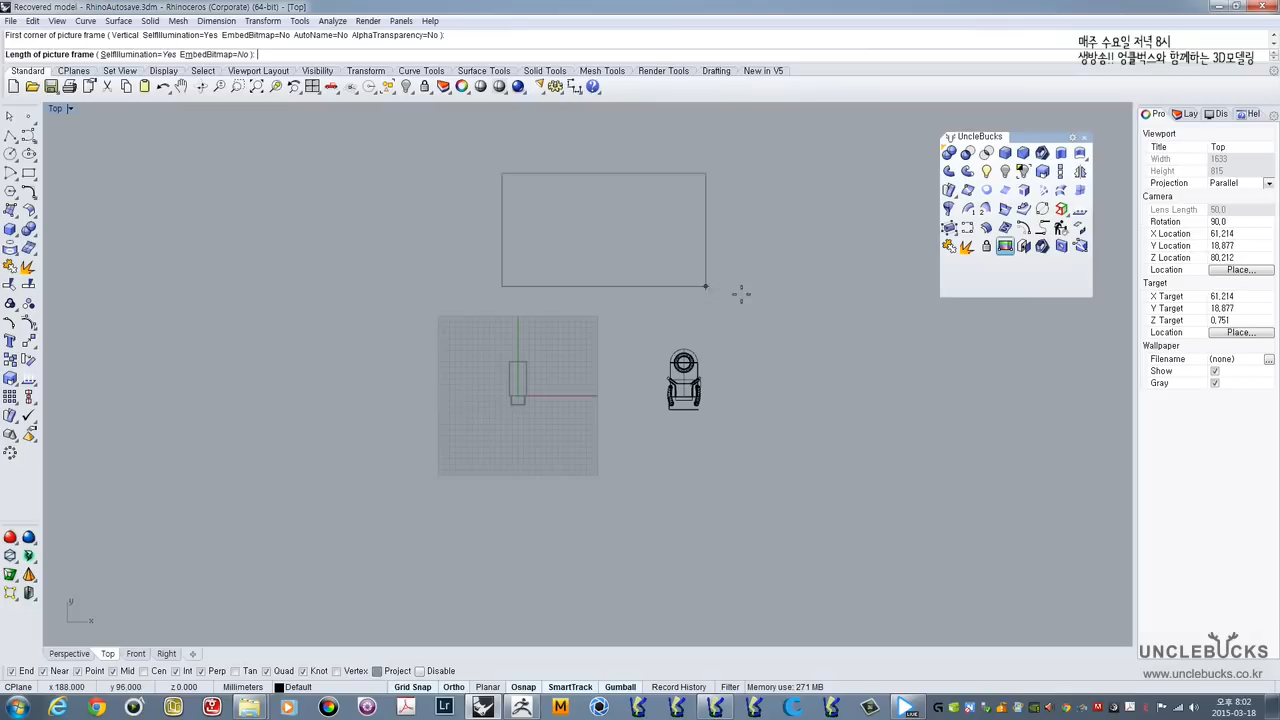 Recovered model - RhinoAutosave.3dm - Rhinoceros (Corporate) (64-bit) - [Top]
File Edit View Curve Surface Solid Mesh Dimension Transform Tools Analyze Render Panels Help
First corner of picture frame ( Vertical SelfIllumination=Yes EmbedBitmap=No AutoName=No AlphaTransparency=No ):
Length of picture frame ( SelfIllumination=Yes EmbedBitmap=No ):
매주 수요일 저녁 8시
생방송!! 엉클벅스와 함께하는 3D모델링
Standard CPlanes Set View Display Select Viewport Layout Visibility Transform Curve Tools Surface Tools Solid Tools Mesh Tools Render Tools Drafting New in V5
Top
UncleBucks
Pro Lay Dis Hel
Viewport
Title Top
Width 1633
Height 815
Projection Parallel
Camera
Lens Length 50,0
Rotation 90,0
X Location 61,214
Y Location 18,877
Z Location 80,212
Location Place...
Target
X Target 61,214
Y Target 18,877
Z Target 0,751
Location Place...
Wallpaper
Filename (none) ...
Show
Gray
y
x
Perspective Top Front Right
End Near Point Mid Cen Int Perp Tan Quad Knot Vertex Project Disable
CPlane x 188.000 y 96.000 z 0.000 Millimeters Default Grid Snap Ortho Planar Osnap SmartTrack Gumball Record History Filter Memory use: 271 MB
UNCLEBUCKS
www.unclebucks.co.kr
Lr
LIVE
오후 8:02
2015-03-18